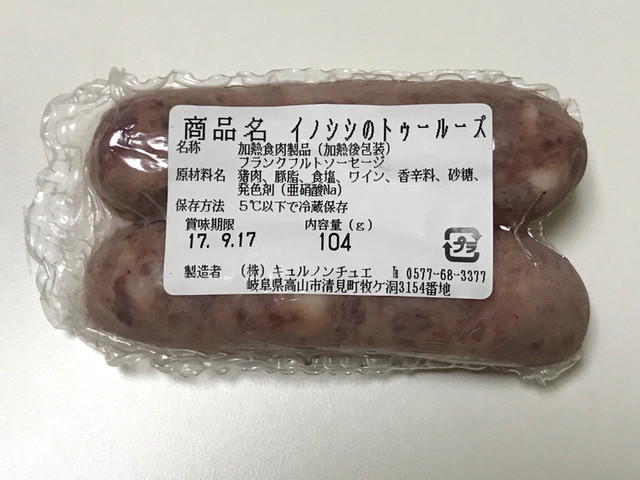 商品名 イノシシのトゥールーズ
名称 加熱食肉製品（加熱後包装）
フランクフルトソーセージ
原材料名 猪肉、豚脂、食塩、ワイン、香辛料、砂糖、
発色剤（亜硝酸Na）
保存方法 5℃以下で冷蔵保存
賞味期限 内容量（g）
17. 9.17 104
プラ
製造者 （株）キュルノンチュエ ℡ 0577-68-3377
岐阜県高山市清見町牧ケ洞3154番地